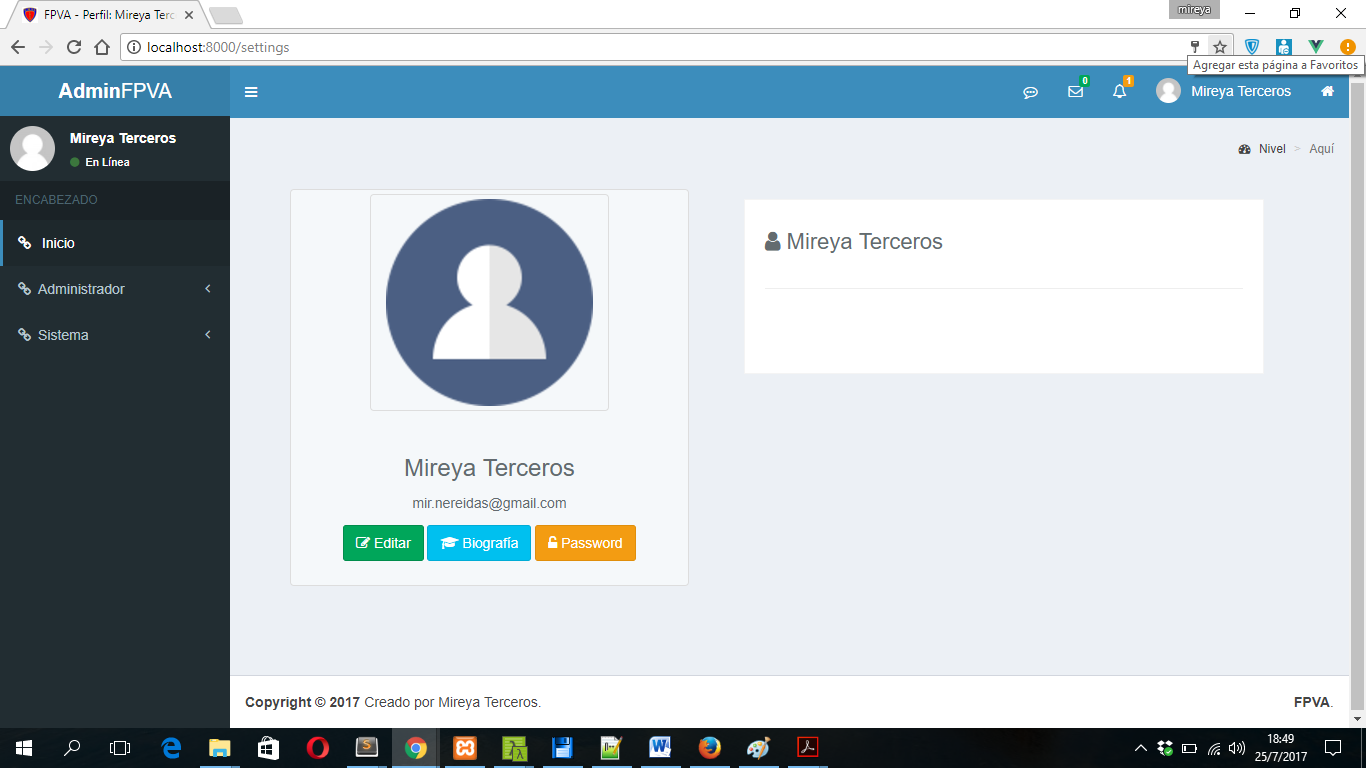 FPVA - Perfil: Mireya Terc
mireya
localhost:8000/settings
Agregar esta página a Favoritos
AdminFPVA
0
1
Mireya Terceros
Mireya Terceros
En Línea
Nivel > Aquí
ENCABEZADO
Inicio
Administrador
Sistema
Mireya Terceros
Mireya Terceros
mir.nereidas@gmail.com
Editar
Biografía
Password
Copyright © 2017 Creado por Mireya Terceros.
FPVA.
18:49
25/7/2017